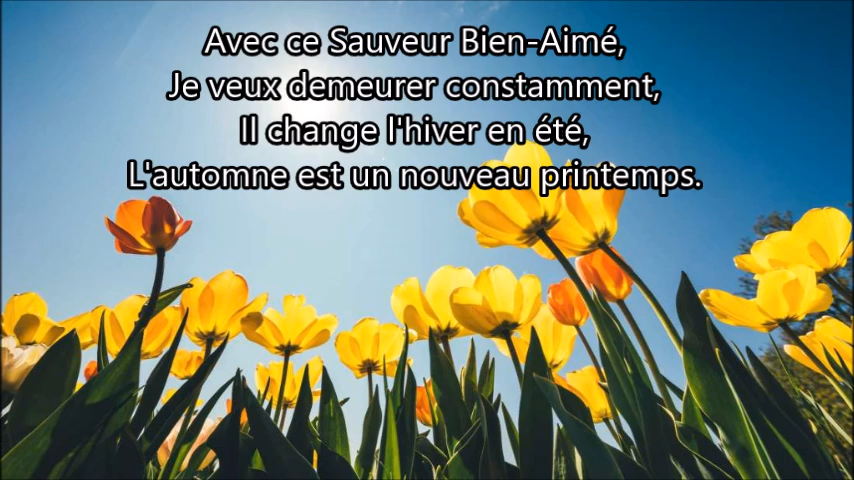 Avec ce Sauveur Bien-Aimé,
Je veux demeurer constamment,
Il change l'hiver en été,
L'automne est un nouveau printemps.